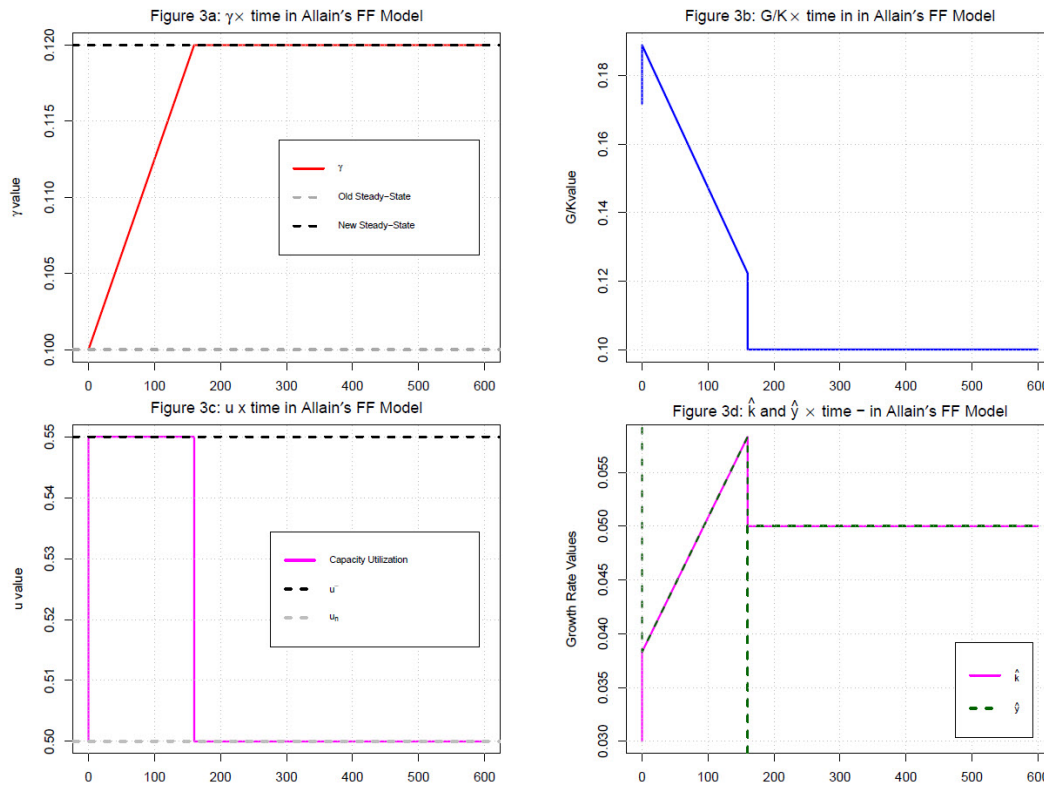 Figure 3a: γ× time in Allain's FF Model
γ value
0.100
0.105
0.110
0.115
0.120
γ
Old Steady−State
New Steady−State
0 100 200 300 400 500 600
Figure 3b: G/K× time in in Allain's FF Model
G/Kvalue
0.10
0.12
0.14
0.16
0.18
0 100 200 300 400 500 600
Figure 3c: u x time in Allain's FF Model
u value
0.50
0.51
0.52
0.53
0.54
0.55
Capacity Utilization
u¯
uₙ
0 100 200 300 400 500 600
Figure 3d: k̂ and ŷ × time − in Allain's FF Model
Growth Rate Values
0.030
0.035
0.040
0.045
0.050
0.055
k̂
ŷ
0 100 200 300 400 500 600